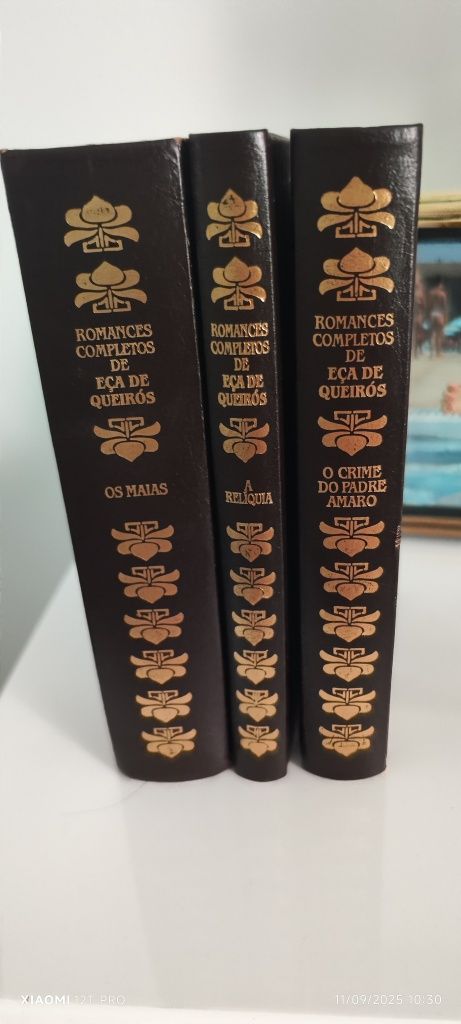 ROMANCES
COMPLETOS
DE
EÇA DE
QUEIRÓS
OS MAIAS
ROMANCES
COMPLETOS
DE
EÇA DE
QUEIRÓS
A
RELÍQUIA
ROMANCES
COMPLETOS
DE
EÇA DE
QUEIRÓS
O CRIME
DO PADRE
AMARO
XIAOMI 12T PRO
11/09/2025 10:30